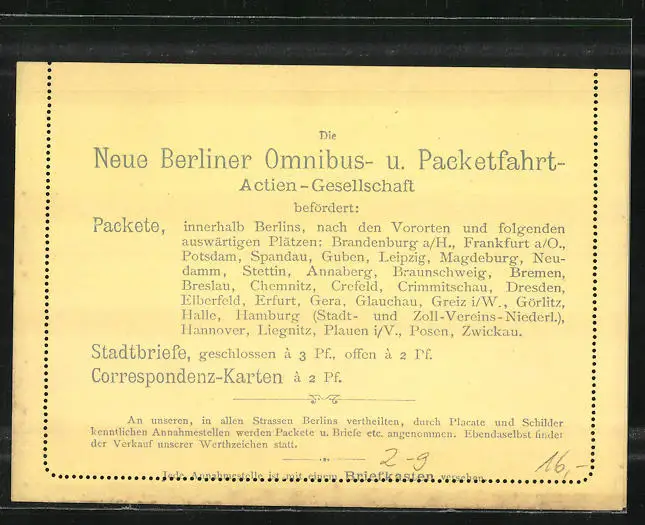 Die
Neue Berliner Omnibus- u. Packetfahrt-
Actien-Gesellschaft
befördert:
Packete, innerhalb Berlins, nach den Vororten und folgenden
auswärtigen Plätzen: Brandenburg a/H., Frankfurt a/O.,
Potsdam, Spandau, Guben, Leipzig, Magdeburg, Neu-
damm, Stettin, Annaberg, Braunschweig, Bremen,
Breslau, Chemnitz, Crefeld, Crimmitschau, Dresden,
Elberfeld, Erfurt, Gera, Glauchau, Greiz i/W., Görlitz,
Halle, Hamburg (Stadt- und Zoll-Vereins-Niederl.),
Hannover, Liegnitz, Plauen i/V., Posen, Zwickau.
Stadtbriefe, geschlossen à 3 Pf., offen à 2 Pf.
Correspondenz-Karten à 2 Pf.
An unseren, in allen Strassen Berlins vertheilten, durch Placate und Schilder
kenntlichen Annahmestellen werden Packete u. Briefe etc. angenommen. Ebendaselbst findet
der Verkauf unserer Werthzeichen statt.
2-9
16,-
Jede Annahmestelle ist mit einem Briefkasten versehen